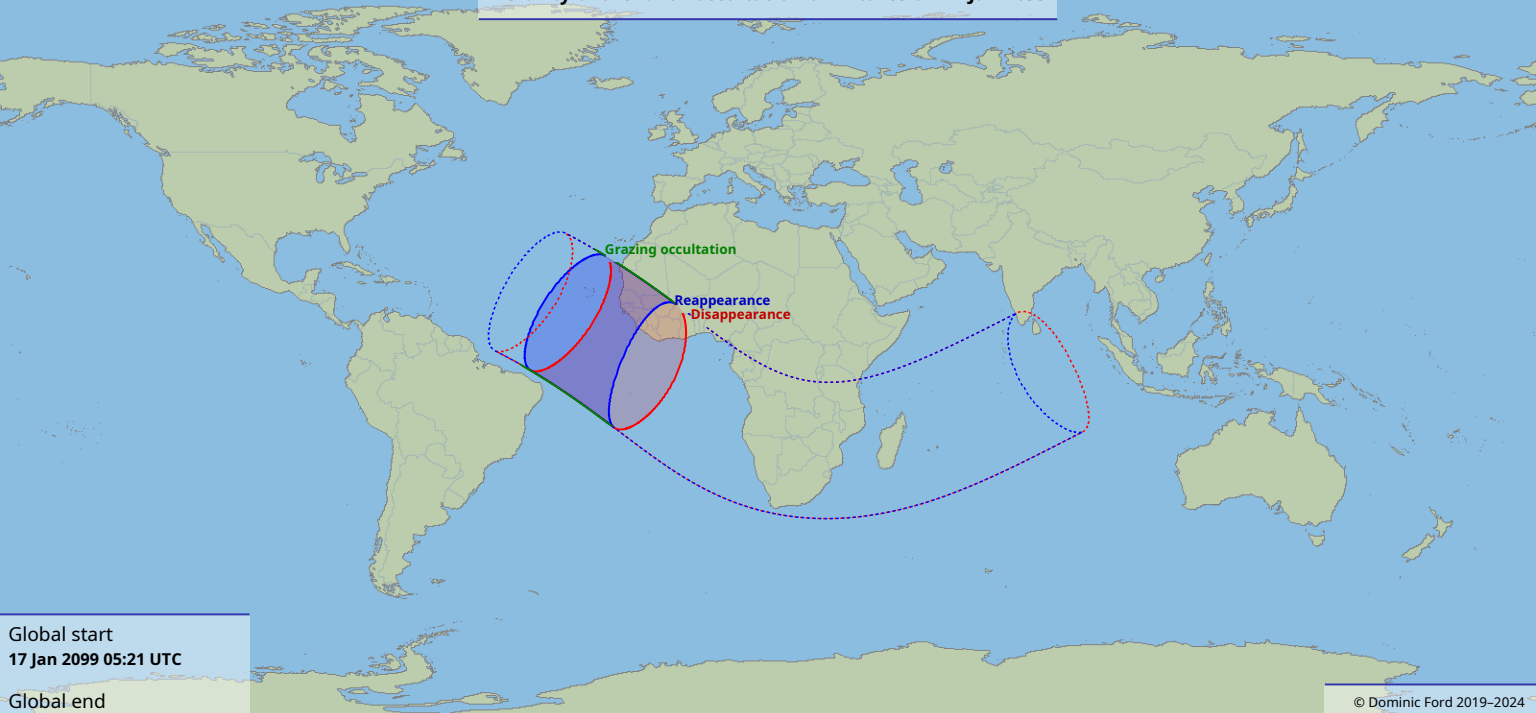 Grazing occultation
Reappearance
Disappearance
Global start
17 Jan 2099 05:21 UTC
Global end
© Dominic Ford 2019–2024